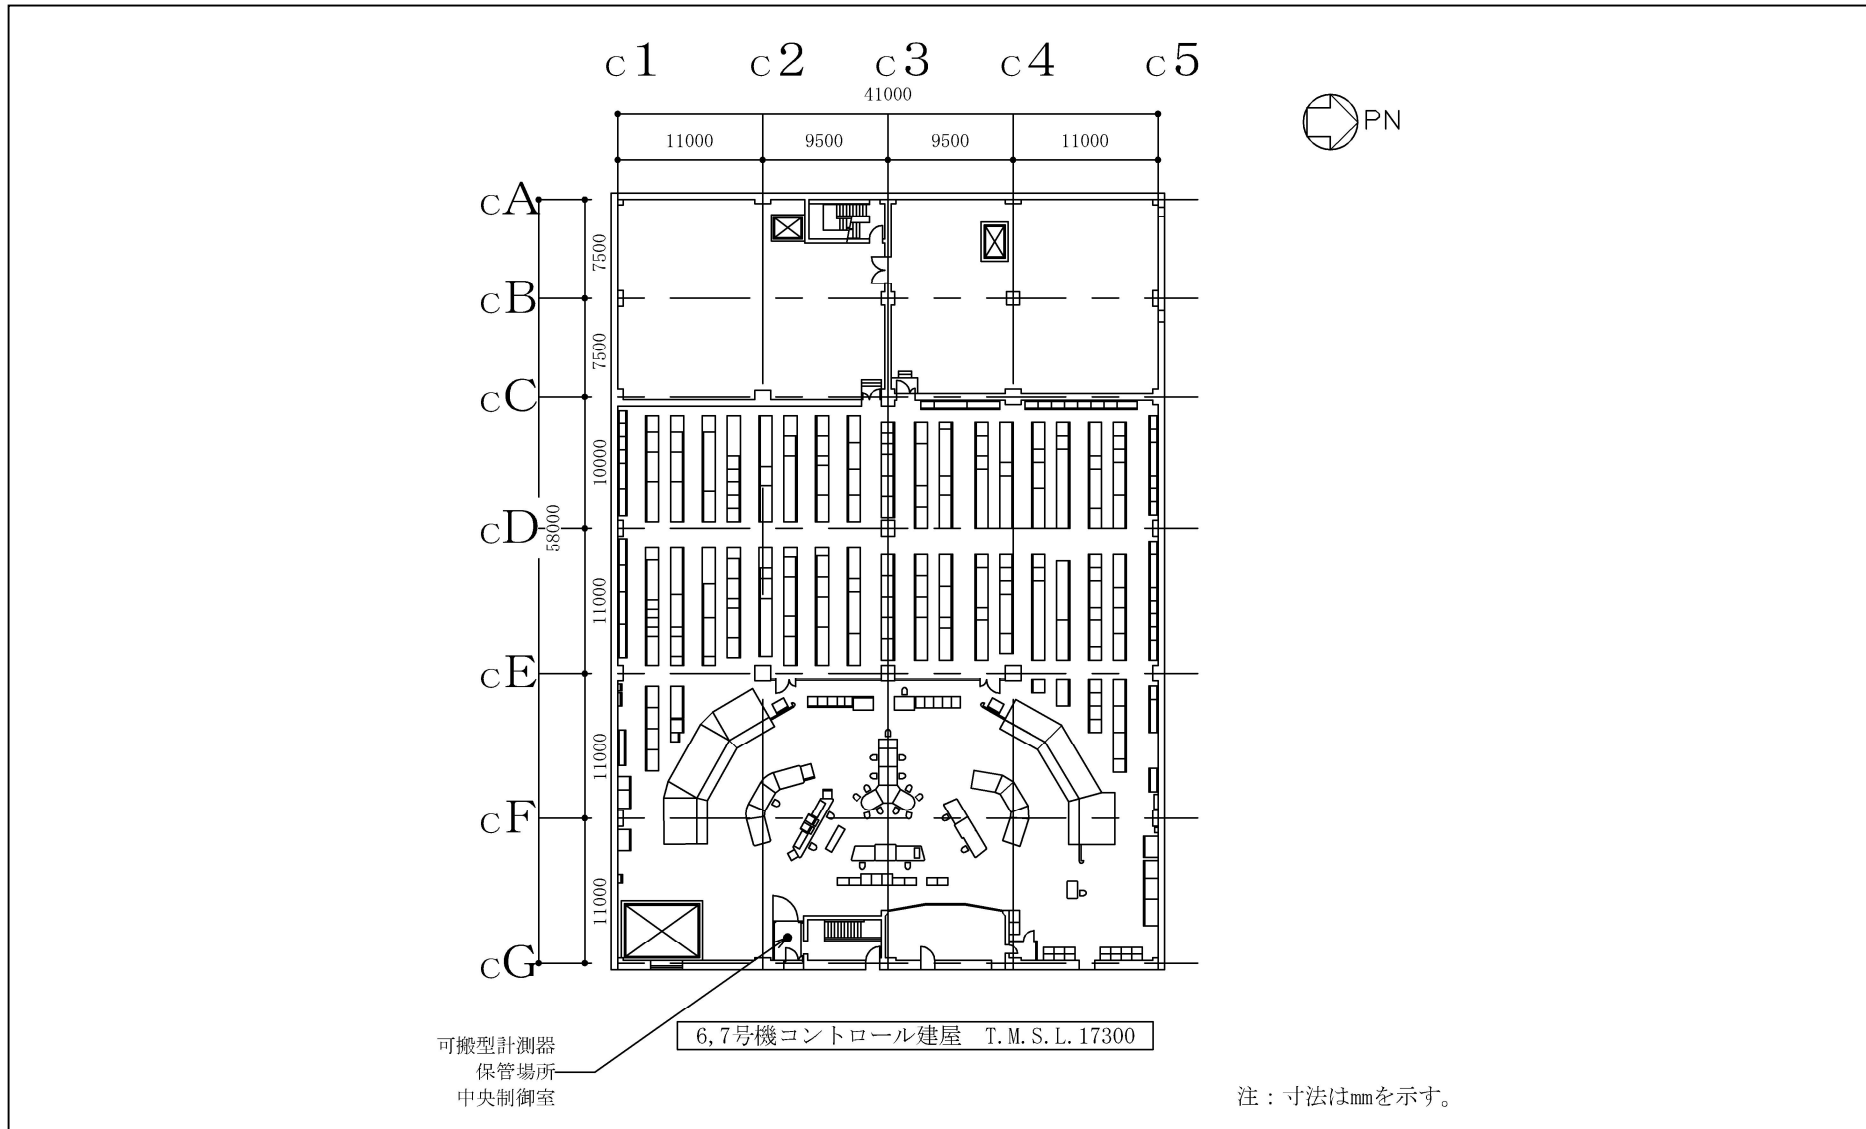 c1 c2 c3 c4 c5
41000
PN
11000 9500 9500 11000
cA
7500
cB
7500
cC
10000
cD
58000
11000
cE
11000
cF
11000
cG
可搬型計測器
保管場所
中央制御室
6,7号機コントロール建屋 T.M.S.L.17300
注：寸法はmmを示す。